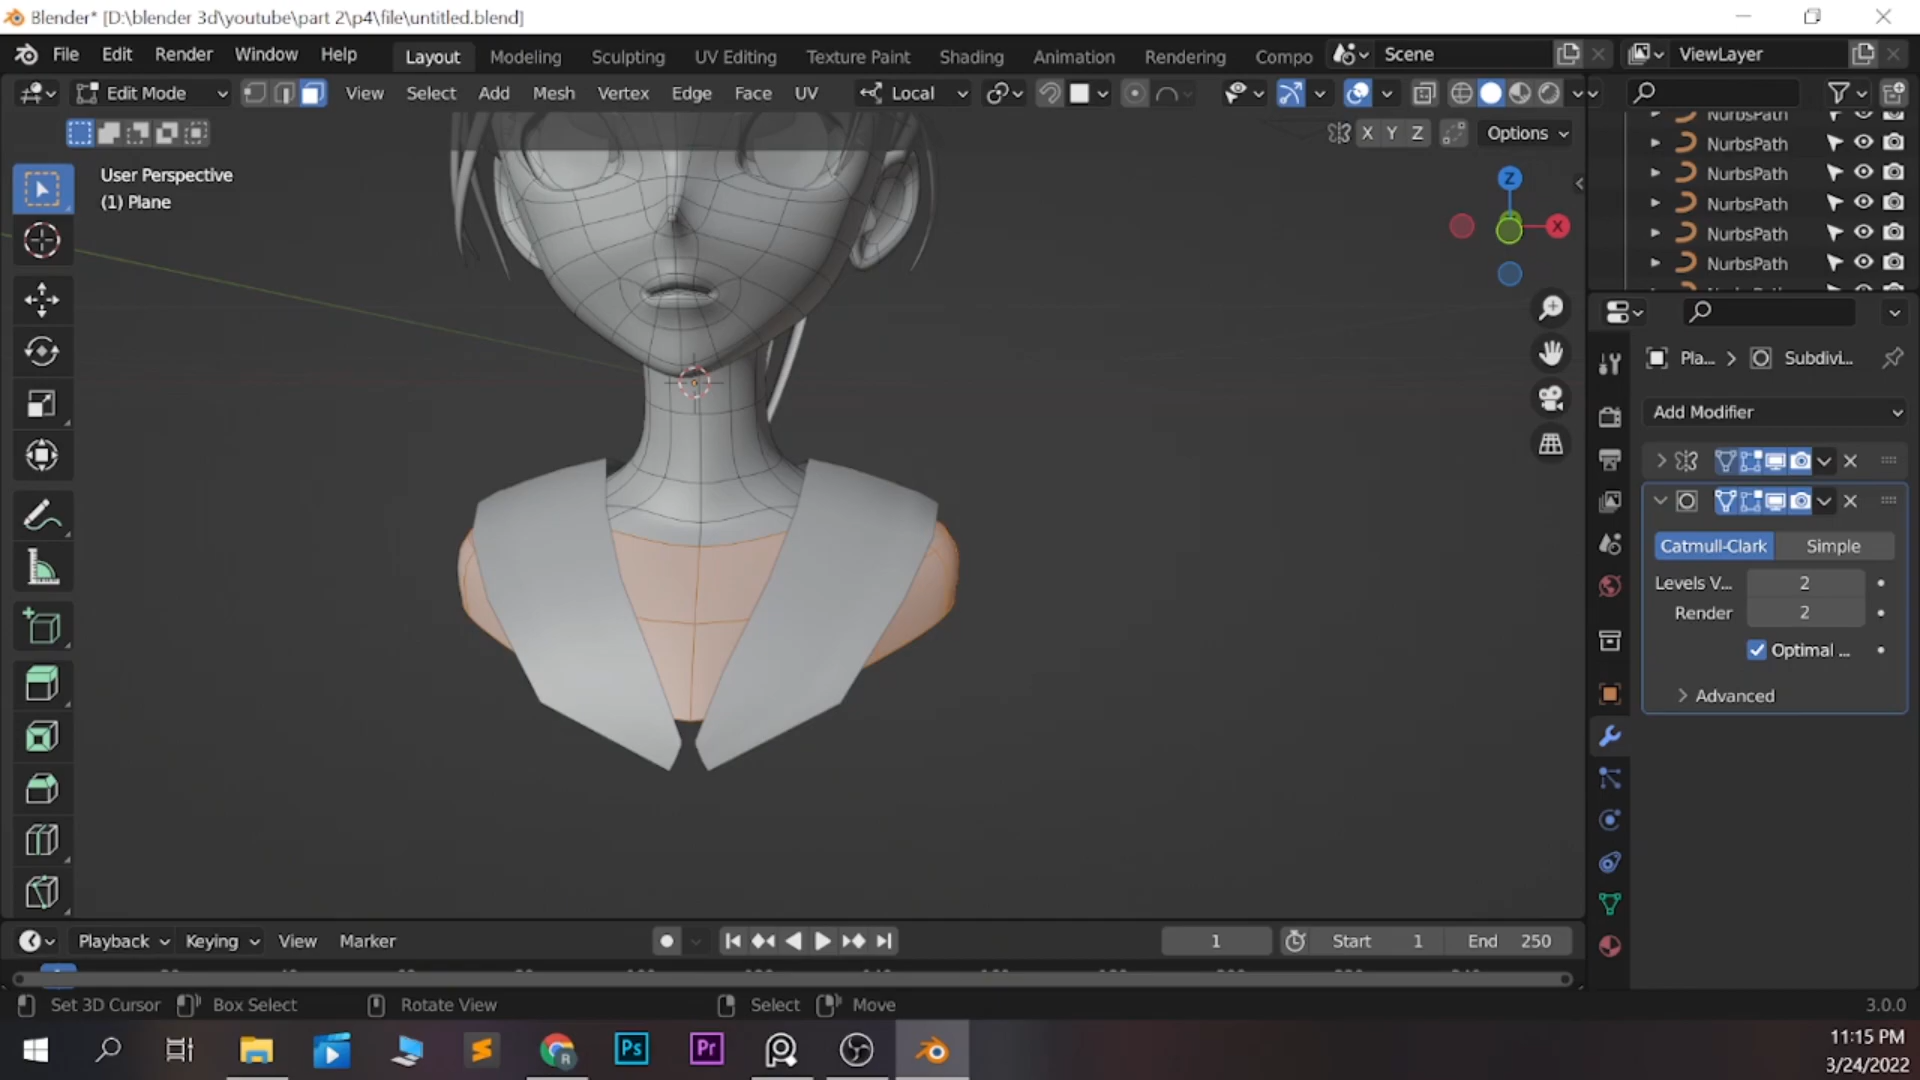 Blender* [D:\blender 3d\youtube\part 2\p4\file\untitled.blend]
File Edit Render Window Help Layout Modeling Sculpting UV Editing Texture Paint Shading Animation Rendering Compo Scene ViewLayer
Edit Mode View Select Add Mesh Vertex Edge Face UV Local
X Y Z Options
User Perspective
(1) Plane
Z
X
NurbsPath
NurbsPath
NurbsPath
NurbsPath
NurbsPath
NurbsPath
Pla... Subdivi...
Add Modifier
Catmull-Clark Simple
Levels V... 2
Render 2
Optimal ...
Advanced
Playback Keying View Marker 1 Start 1 End 250
Set 3D Cursor Box Select Rotate View Select Move 3.0.0
R Ps Pr
11:15 PM
3/24/2022